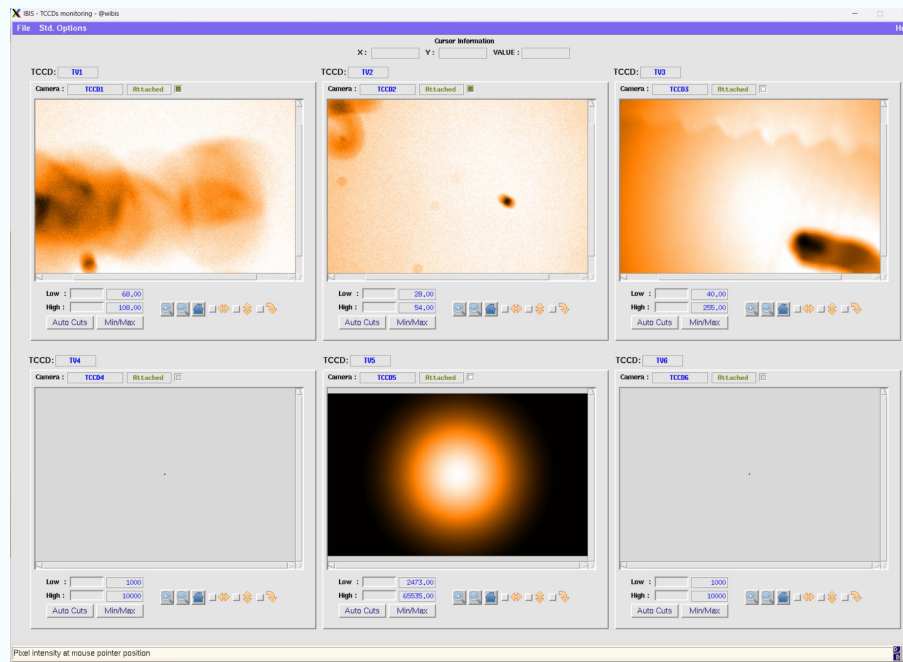 IBIS - TCCDs monitoring - @wibis
File Std. Options He
Cursor Information
X : Y : VALUE :
TCCD: TV1 TCCD: TV2 TCCD: TV3
Camera : TCCD1 Attached Camera : TCCD2 Attached Camera : TCCD3 Attached
Low : 68.00 Low : 28.00 Low : 40.00
High : 108.00 High : 54.00 High : 255.00
Auto Cuts Min/Max Auto Cuts Min/Max Auto Cuts Min/Max
TCCD: TV4 TCCD: TV5 TCCD: TV6
Camera : TCCD4 Attached Camera : TCCD5 Attached Camera : TCCD6 Attached
Low : 1000 Low : 2473.00 Low : 1000
High : 10000 High : 65535.00 High : 10000
Auto Cuts Min/Max Auto Cuts Min/Max Auto Cuts Min/Max
Pixel intensity at mouse pointer position